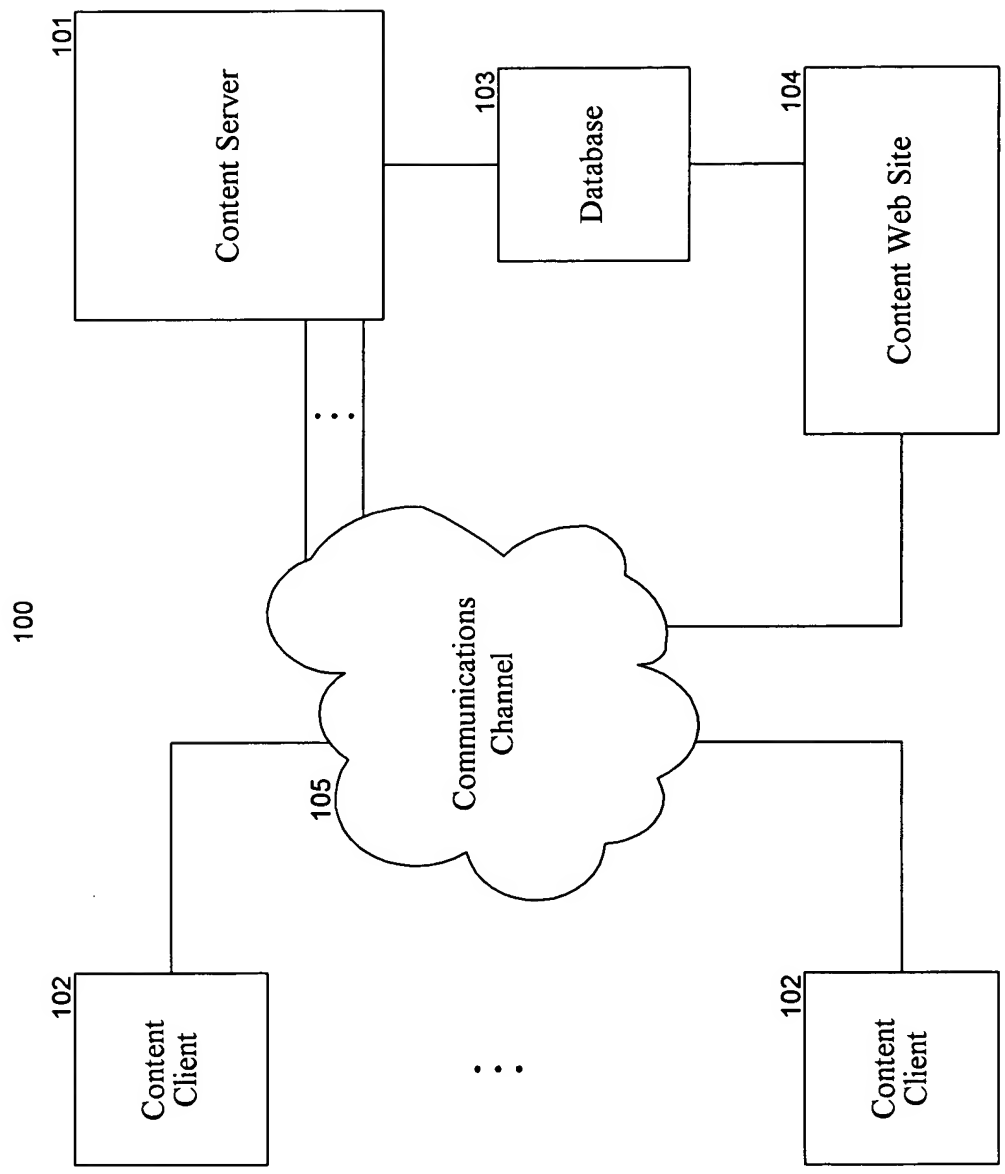 100
102
Content
Client
105
Communications
Channel
101
Content Server
103
Database
104
Content Web Site
...
102
Content
Client
...